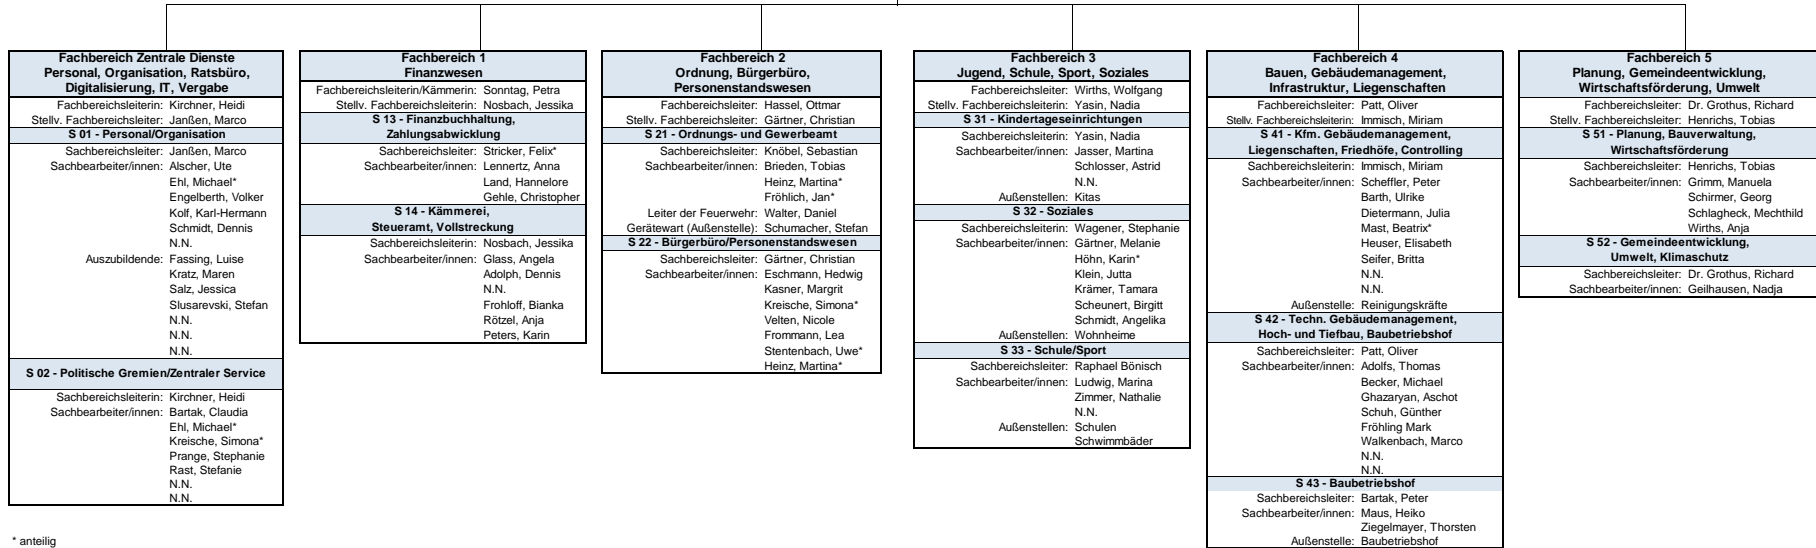 Fachbereich Zentrale Dienste
Personal, Organisation, Ratsbüro,
Digitalisierung, IT, Vergabe
Fachbereichsleiterin: Kirchner, Heidi
Stellv. Fachbereichsleiter: Janßen, Marco
S 01 - Personal/Organisation
Sachbereichsleiter: Janßen, Marco
Sachbearbeiter/innen: Alscher, Ute
Ehl, Michael*
Engelberth, Volker
Kolf, Karl-Hermann
Schmidt, Dennis
N.N.
Auszubildende: Fassing, Luise
Kratz, Maren
Salz, Jessica
Slusarevski, Stefan
N.N.
N.N.
N.N.
S 02 - Politische Gremien/Zentraler Service
Sachbereichsleiterin: Kirchner, Heidi
Sachbearbeiter/innen: Bartak, Claudia
Ehl, Michael*
Kreische, Simona*
Prange, Stephanie
Rast, Stefanie
N.N.
N.N.
* anteilig
Fachbereich 1
Finanzwesen
Fachbereichsleiterin/Kämmerin: Sonntag, Petra
Stellv. Fachbereichsleiterin: Nosbach, Jessika
S 13 - Finanzbuchhaltung,
Zahlungsabwicklung
Sachbereichsleiter: Stricker, Felix*
Sachbearbeiter/innen: Lennertz, Anna
Land, Hannelore
Gehle, Christopher
S 14 - Kämmerei,
Steueramt, Vollstreckung
Sachbereichsleiterin: Nosbach, Jessika
Sachbearbeiter/innen: Glass, Angela
Adolph, Dennis
N.N.
Frohloff, Bianka
Rötzel, Anja
Peters, Karin
Fachbereich 2
Ordnung, Bürgerbüro,
Personenstandswesen
Fachbereichsleiter: Hassel, Ottmar
Stellv. Fachbereichsleiter: Gärtner, Christian
S 21 - Ordnungs- und Gewerbeamt
Sachbereichsleiter: Knöbel, Sebastian
Sachbearbeiter/innen: Brieden, Tobias
Heinz, Martina*
Fröhlich, Jan*
Leiter der Feuerwehr: Walter, Daniel
Gerätewart (Außenstelle): Schumacher, Stefan
S 22 - Bürgerbüro/Personenstandswesen
Sachbereichsleiter: Gärtner, Christian
Sachbearbeiter/innen: Eschmann, Hedwig
Kasner, Margrit
Kreische, Simona*
Velten, Nicole
Frommann, Lea
Stentenbach, Uwe*
Heinz, Martina*
Fachbereich 3
Jugend, Schule, Sport, Soziales
Fachbereichsleiter: Wirths, Wolfgang
Stellv. Fachbereichsleiterin: Yasin, Nadia
S 31 - Kindertageseinrichtungen
Sachbereichsleiterin: Yasin, Nadia
Sachbearbeiter/innen: Jasser, Martina
Schlosser, Astrid
N.N.
Außenstellen: Kitas
S 32 - Soziales
Sachbereichsleiterin: Wagener, Stephanie
Sachbearbeiter/innen: Gärtner, Melanie
Höhn, Karin*
Klein, Jutta
Krämer, Tamara
Scheunert, Birgitt
Schmidt, Angelika
Außenstellen: Wohnheime
S 33 - Schule/Sport
Sachbereichsleiter: Raphael Bönisch
Sachbearbeiter/innen: Ludwig, Marina
Zimmer, Nathalie
N.N.
Außenstellen: Schulen
Schwimmbäder
Fachbereich 4
Bauen, Gebäudemanagement,
Infrastruktur, Liegenschaften
Fachbereichsleiter: Patt, Oliver
Stellv. Fachbereichsleiterin: Immisch, Miriam
S 41 - Kfm. Gebäudemanagement,
Liegenschaften, Friedhöfe, Controlling
Sachbereichsleiterin: Immisch, Miriam
Sachbearbeiter/innen: Scheffler, Peter
Barth, Ulrike
Dietermann, Julia
Mast, Beatrix*
Heuser, Elisabeth
Seifer, Britta
N.N.
N.N.
Außenstelle: Reinigungskräfte
S 42 - Techn. Gebäudemanagement,
Hoch- und Tiefbau, Baubetriebshof
Sachbereichsleiter: Patt, Oliver
Sachbearbeiter/innen: Adolfs, Thomas
Becker, Michael
Ghazaryan, Aschot
Schuh, Günther
Fröhling Mark
Walkenbach, Marco
N.N.
N.N.
S 43 - Baubetriebshof
Sachbereichsleiter: Bartak, Peter
Sachbearbeiter/innen: Maus, Heiko
Ziegelmayer, Thorsten
Außenstelle: Baubetriebshof
Fachbereich 5
Planung, Gemeindeentwicklung,
Wirtschaftsförderung, Umwelt
Fachbereichsleiter: Dr. Grothus, Richard
Stellv. Fachbereichsleiter: Henrichs, Tobias
S 51 - Planung, Bauverwaltung,
Wirtschaftsförderung
Sachbereichsleiter: Henrichs, Tobias
Sachbearbeiter/innen: Grimm, Manuela
Schirmer, Georg
Schlagheck, Mechthild
Wirths, Anja
S 52 - Gemeindeentwicklung,
Umwelt, Klimaschutz
Sachbereichsleiter: Dr. Grothus, Richard
Sachbearbeiter/innen: Geilhausen, Nadja